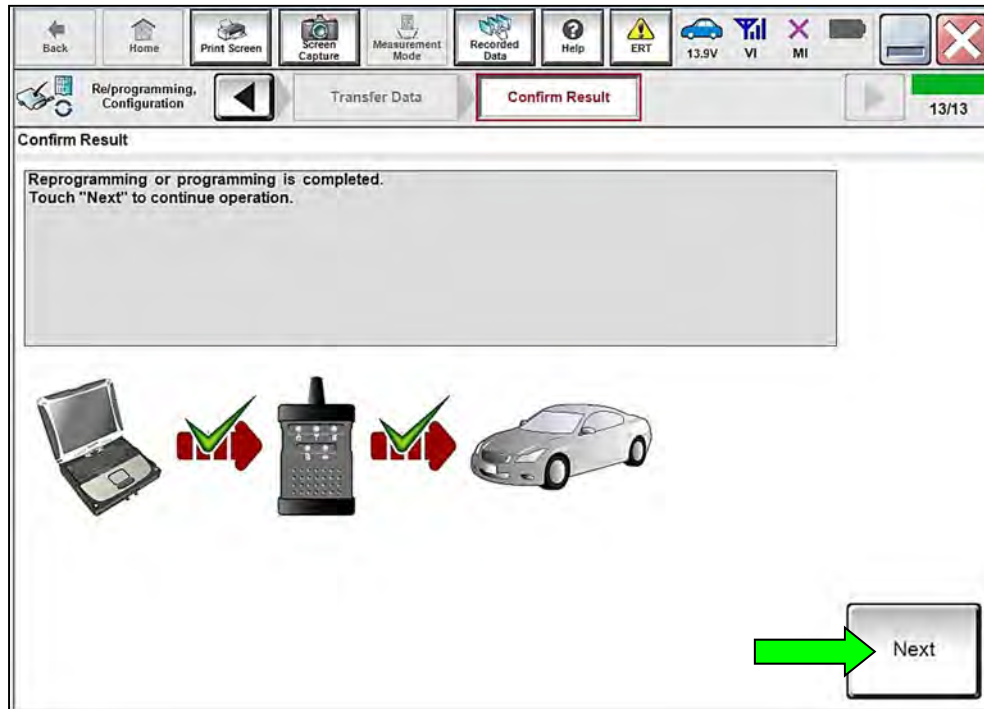 Back
Home
Print Screen
Screen
Capture
Measurement
Mode
Recorded
Data
Help
ERT
13.9V
VI
MI
Re/programming,
Configuration
Transfer Data
Confirm Result
13/13
Confirm Result
Reprogramming or programming is completed.
Touch "Next" to continue operation.
Next